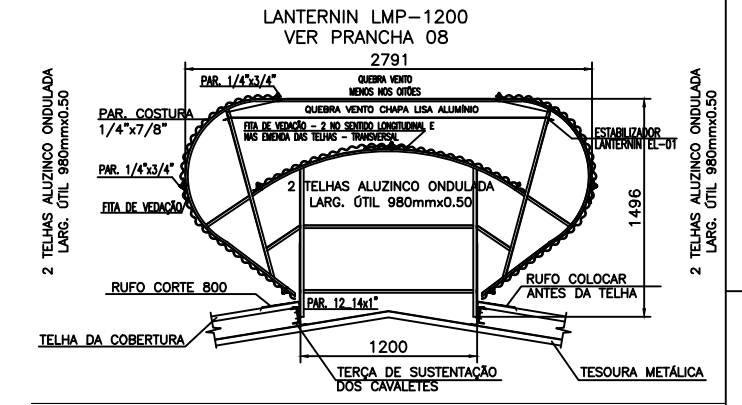 LANTERNIN LMP-1200
VER PRANCHA 08
2791
PAR. 1/4"x3/4"
QUEBRA VENTO
MENOS NOS OITÕES
PAR. COSTURA
1/4"x7/8"
QUEBRA VENTO CHAPA LISA ALUMÍNIO
FITA DE VEDAÇÃO - 2 NO SENTIDO LONGITUDINAL E
NAS EMENDA DAS TELHAS - TRANSVERSAL
ESTABILIZADOR
LANTERNIN EL-01
2 TELHAS ALUZINCO ONDULADA
LARG. ÚTIL 980mmx0.50
PAR. 1/4"x3/4"
2 TELHAS ALUZINCO ONDULADA
LARG. ÚTIL 980mmx0.50
FITA DE VEDAÇÃO
1496
2 TELHAS ALUZINCO ONDULADA
LARG. ÚTIL 980mmx0.50
RUFO CORTE 800
PAR. 12_14x1"
RUFO COLOCAR
ANTES DA TELHA
TELHA DA COBERTURA
1200
TERÇA DE SUSTENTAÇÃO
DOS CAVALETES
TESOURA METÁLICA